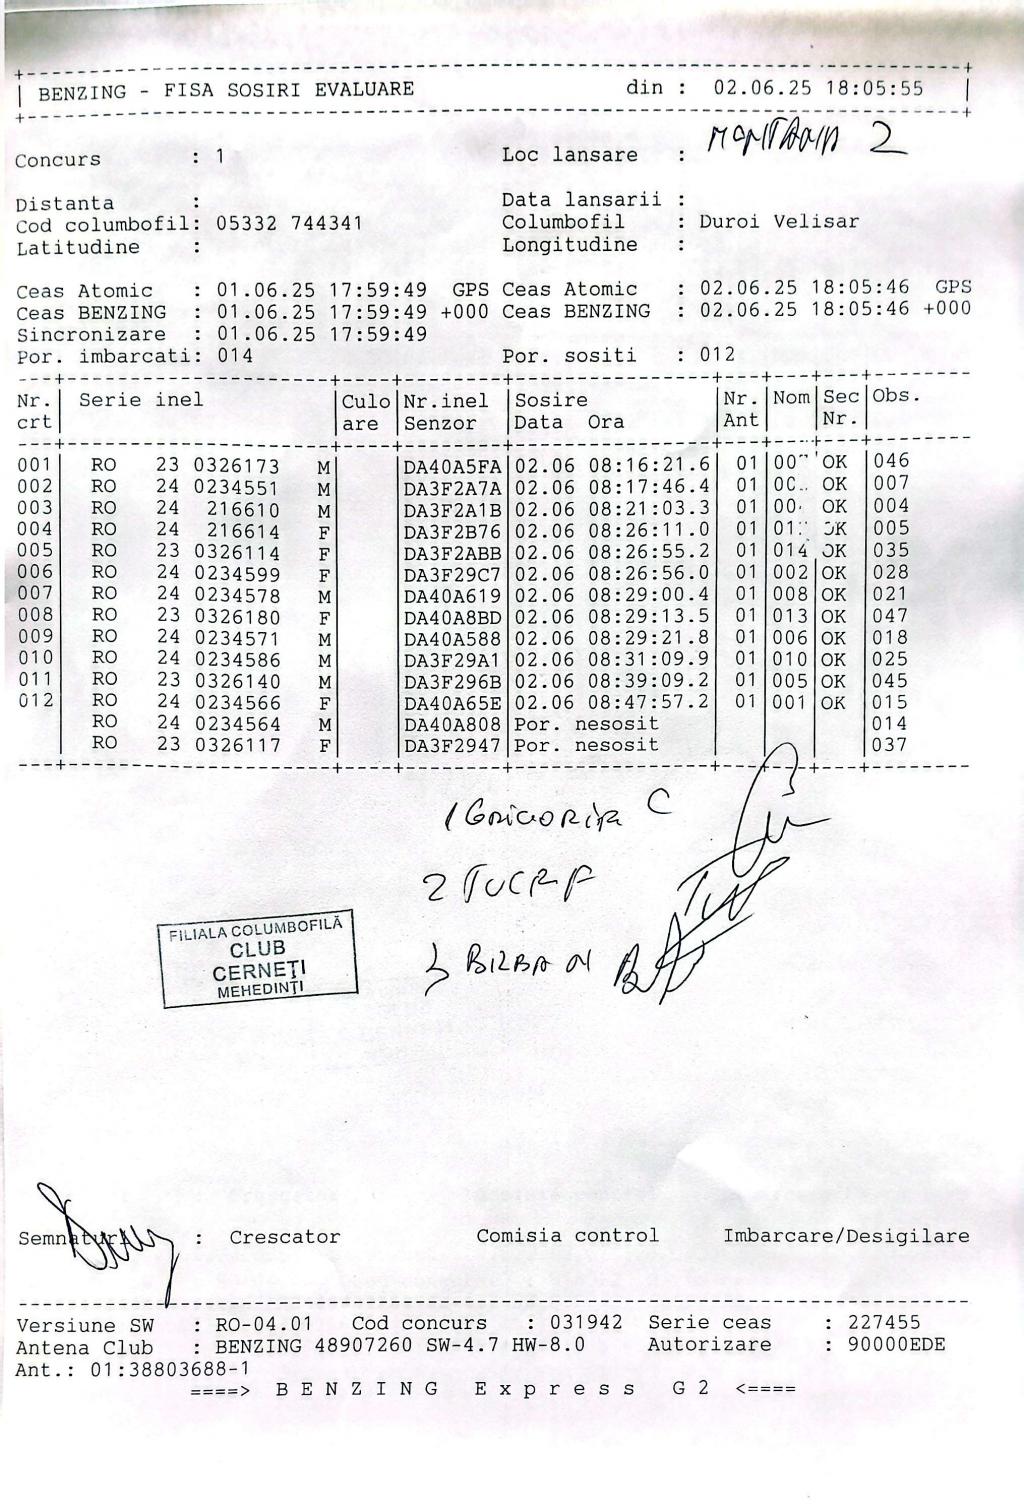 BENZING - FISA SOSIRI EVALUARE din : 02.06.25 18:05:55
Concurs : 1 Loc lansare : MONTANA 2
Distanta : Data lansarii :
Cod columbofil: 05332 744341 Columbofil : Duroi Velisar
Latitudine : Longitudine :
Ceas Atomic : 01.06.25 17:59:49 GPS Ceas Atomic : 02.06.25 18:05:46 GPS
Ceas BENZING : 01.06.25 17:59:49 +000 Ceas BENZING : 02.06.25 18:05:46 +000
Sincronizare : 01.06.25 17:59:49
Por. imbarcati: 014 Por. sositi : 012
Nr. Serie inel Culo Nr.inel Sosire Nr. Nom Sec Obs.
crt are Senzor Data Ora Ant Nr.
001 RO 23 0326173 M DA40A5FA 02.06 08:16:21.6 01 OK 046
002 RO 24 0234551 M DA3F2A7A 02.06 08:17:46.4 01 OK 007
003 RO 24 216610 M DA3F2A1B 02.06 08:21:03.3 01 OK 004
004 RO 24 216614 F DA3F2B76 02.06 08:26:11.0 01 OK 005
005 RO 23 0326114 F DA3F2ABB 02.06 08:26:55.2 01 014 OK 035
006 RO 24 0234599 F DA3F29C7 02.06 08:26:56.0 01 002 OK 028
007 RO 24 0234578 M DA40A619 02.06 08:29:00.4 01 008 OK 021
008 RO 23 0326180 F DA40A8BD 02.06 08:29:13.5 01 013 OK 047
009 RO 24 0234571 M DA40A588 02.06 08:29:21.8 01 006 OK 018
010 RO 24 0234586 M DA3F29A1 02.06 08:31:09.9 01 010 OK 025
011 RO 23 0326140 M DA3F296B 02.06 08:39:09.2 01 005 OK 045
012 RO 24 0234566 F DA40A65E 02.06 08:47:57.2 01 001 OK 015
RO 24 0234564 M DA40A808 Por. nesosit 014
RO 23 0326117 F DA3F2947 Por. nesosit 037
1 GRIGORIȚA C
2 TUCRF
3 BIRBA N
FILIALA COLUMBOFILĂ
CLUB
CERNEȚI
MEHEDINȚI
Semnatura : Crescator Comisia control Imbarcare/Desigilare
Versiune SW : RO-04.01 Cod concurs : 031942 Serie ceas : 227455
Antena Club : BENZING 48907260 SW-4.7 HW-8.0 Autorizare : 90000EDE
Ant.: 01:38803688-1
====> B E N Z I N G E x p r e s s G 2 <====